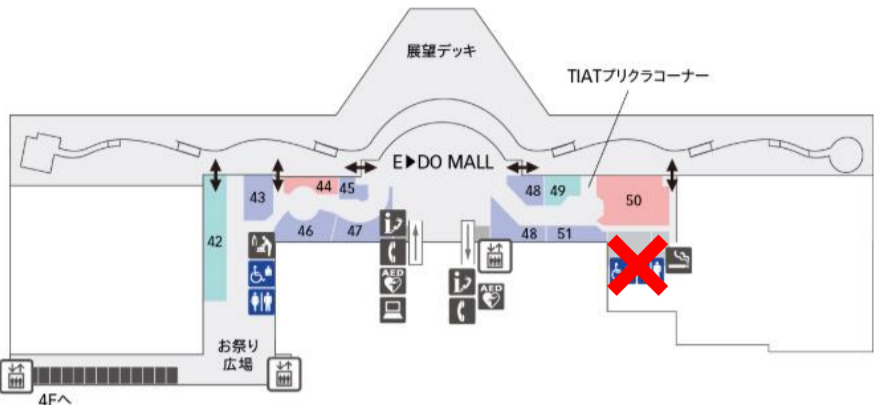 展望デッキ
TIATプリクラコーナー
E▶DO MALL
43
44
45
48
49
50
42
46
47
48
51
AED
AED
お祭り
広場
4Fへ